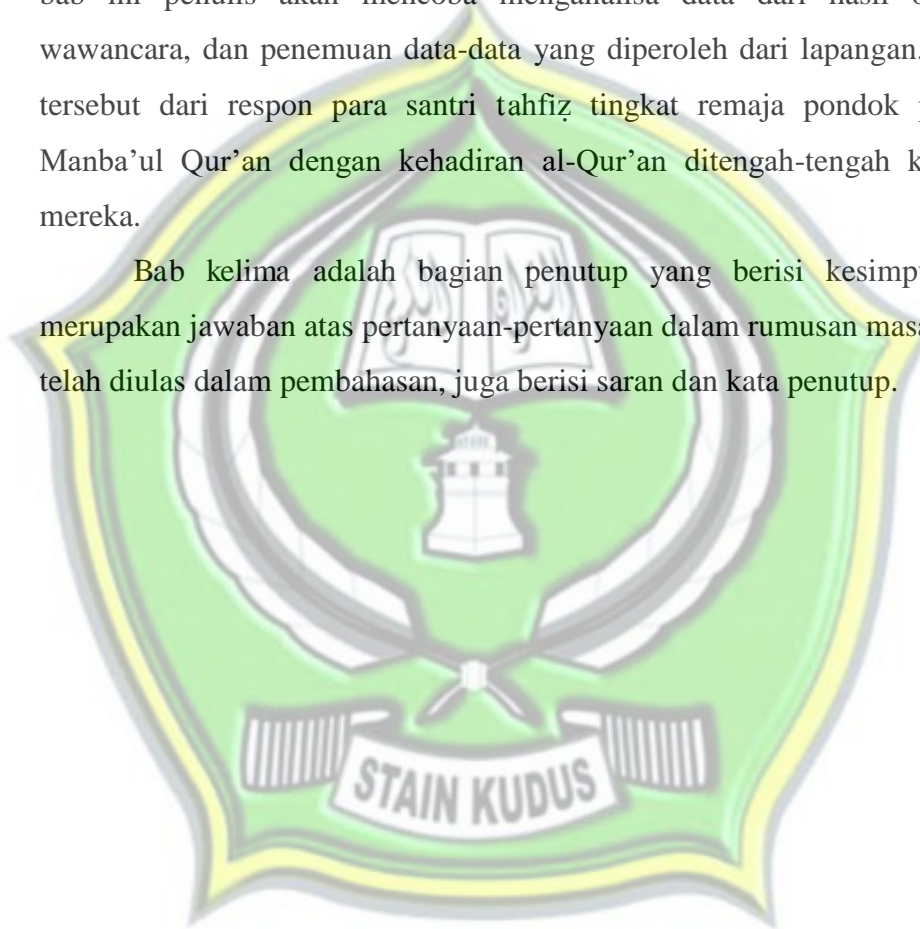 bab ini penulis akan mencoba menganalisa data dari hasil
wawancara, dan penemuan data-data yang diperoleh dari lapangan.
tersebut dari respon para santri tahfiẓ tingkat remaja pondok
Manba’ul Qur’an dengan kehadiran al-Qur’an ditengah-tengah
mereka.
Bab kelima adalah bagian penutup yang berisi
merupakan jawaban atas pertanyaan-pertanyaan dalam rumusan
telah diulas dalam pembahasan, juga berisi saran dan kata penutup.
STAIN KUDUS